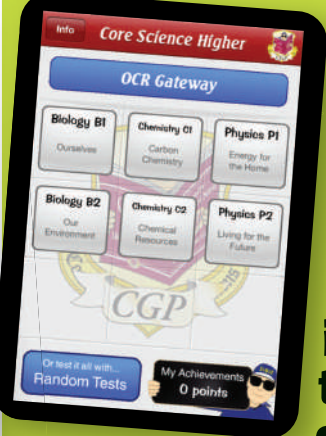 Info
Core Science Higher
OCR Gateway
Biology B1
Ourselves
Chemistry C1
Carbon
Chemistry
Physics P1
Energy for
the Home
Biology B2
Our
Environment
Chemistry C2
Chemical
Resources
Physics P2
Living for the
Future
CGP
Or test it all with...
Random Tests
My Achievements
0 points